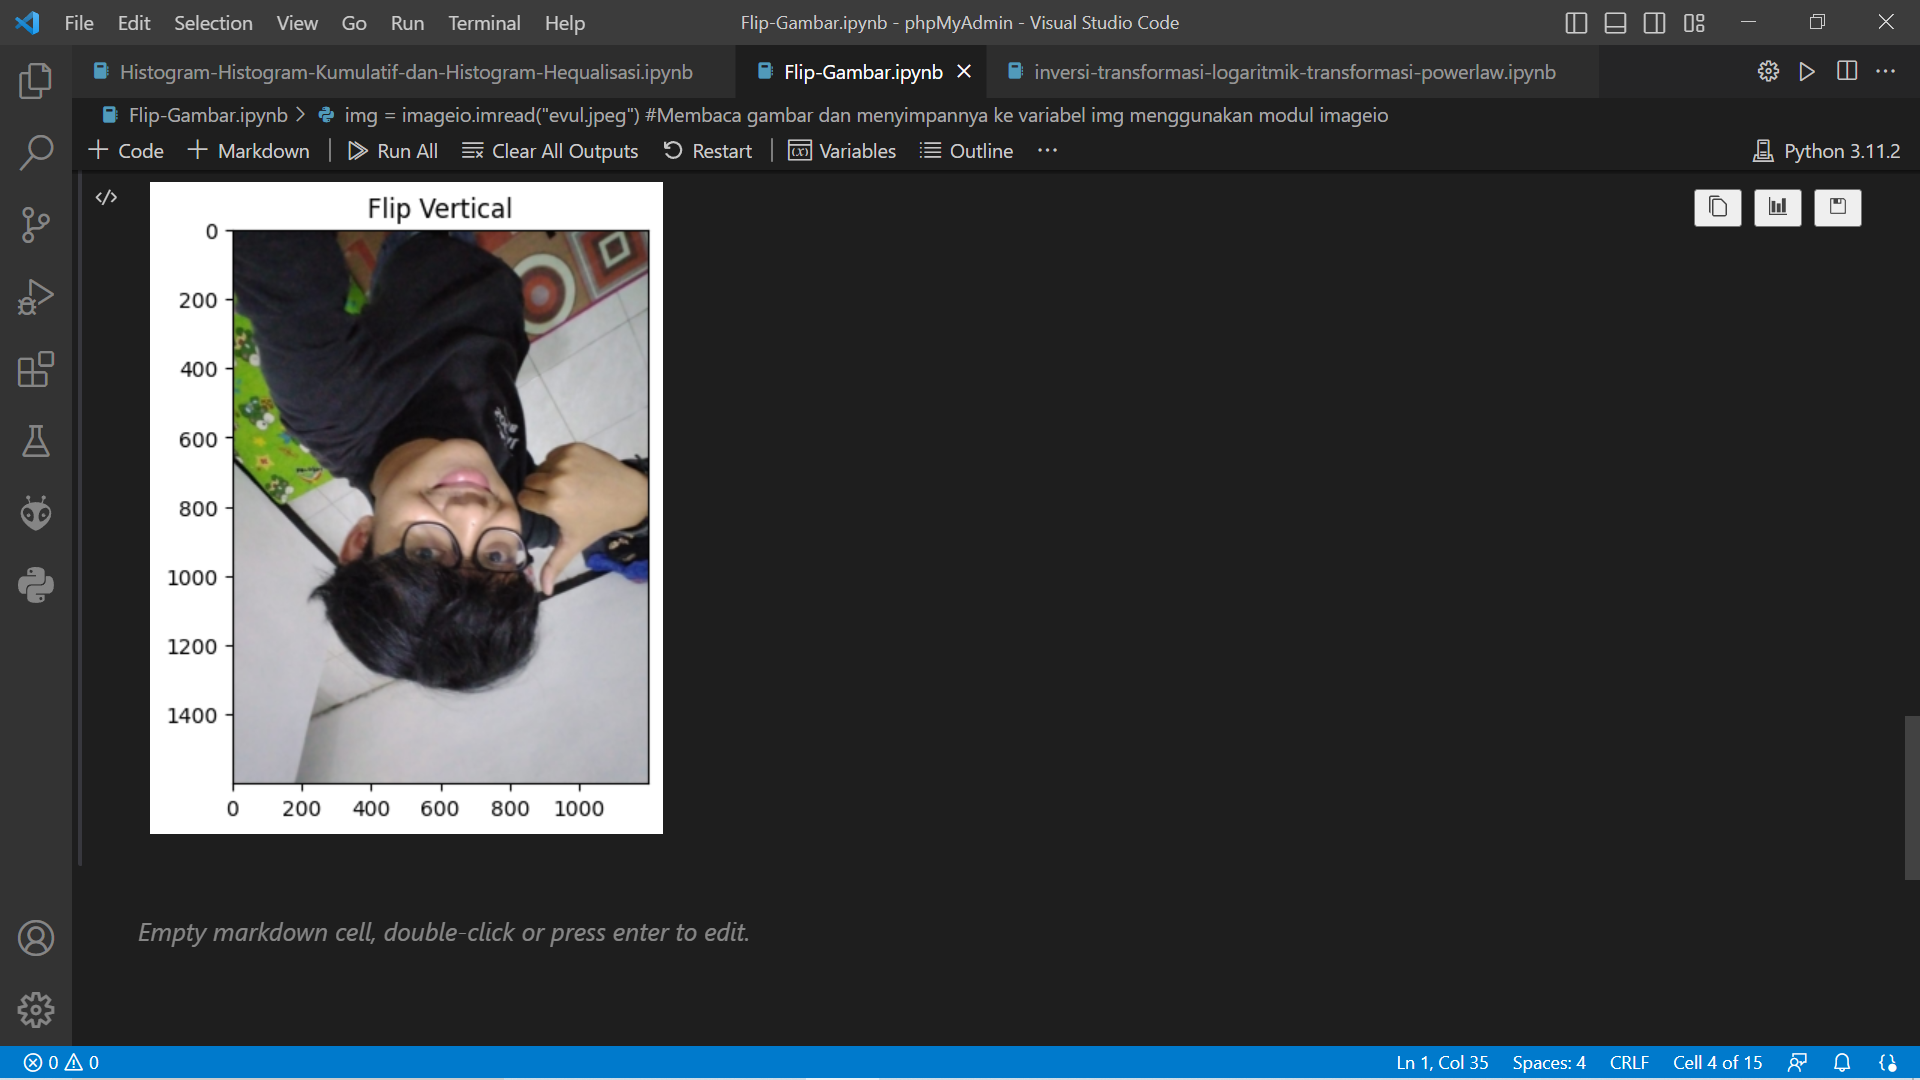 File Edit Selection View Go Run Terminal Help Flip-Gambar.ipynb - phpMyAdmin - Visual Studio Code
Histogram-Histogram-Kumulatif-dan-Histogram-Hequalisasi.ipynb Flip-Gambar.ipynb inversi-transformasi-logaritmik-transformasi-powerlaw.ipynb
Flip-Gambar.ipynb > img = imageio.imread("evul.jpeg") #Membaca gambar dan menyimpannya ke variabel img menggunakan modul imageio
+ Code + Markdown Run All Clear All Outputs Restart Variables Outline ... Python 3.11.2
Flip Vertical
0
200
400
600
800
1000
1200
1400
0 200 400 600 800 1000
Empty markdown cell, double-click or press enter to edit.
0 0 Ln 1, Col 35 Spaces: 4 CRLF Cell 4 of 15